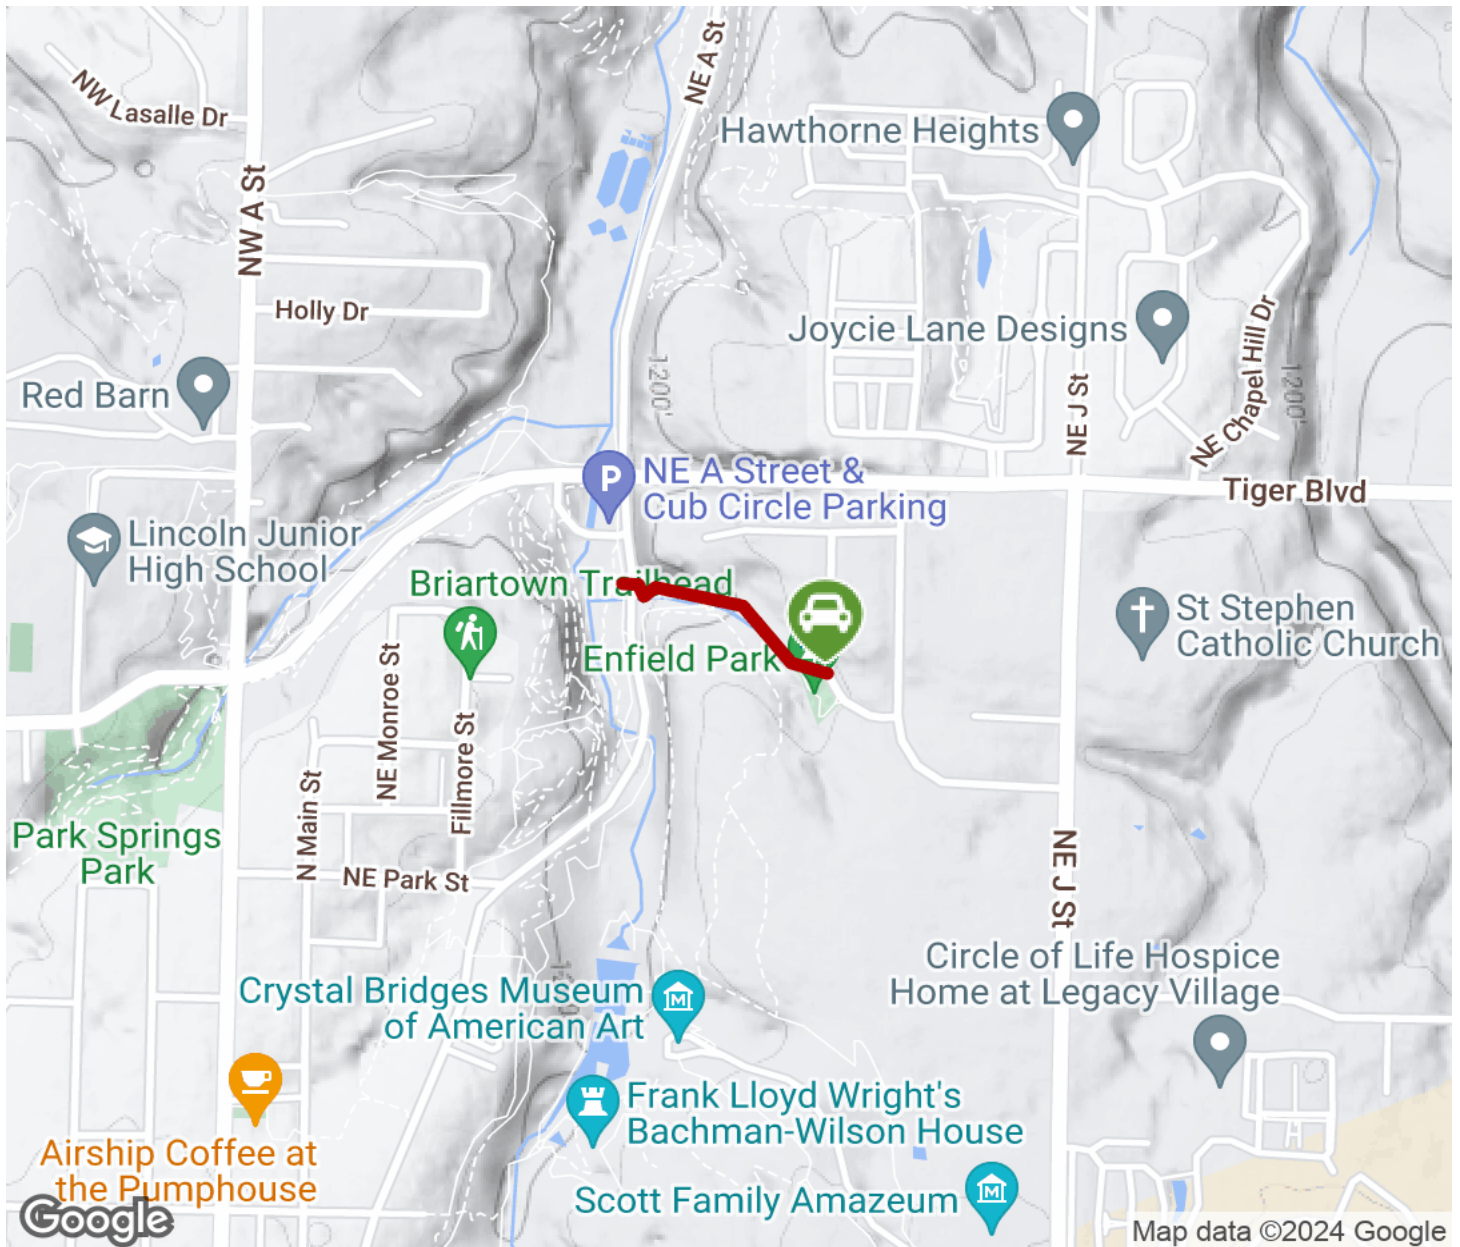 NW Lasalle Dr
NE A St
Hawthorne Heights
NW A St
Holly Dr
Joycie Lane Designs
NE Chapel Hill Dr
1200'
1200'
Red Barn
NE J St
NE A Street &
Cub Circle Parking
Tiger Blvd
P
Lincoln Junior
High School
Briartown Trailhead
St Stephen
Catholic Church
Enfield Park
NE Monroe St
Fillmore St
N Main St
Park Springs
Park
NE Park St
NE J St
Circle of Life Hospice
Home at Legacy Village
Crystal Bridges Museum
of American Art
M
Frank Lloyd Wright's
Bachman-Wilson House
Airship Coffee at
the Pumphouse
Scott Family Amazeum
M
Google
Map data ©2024 Google